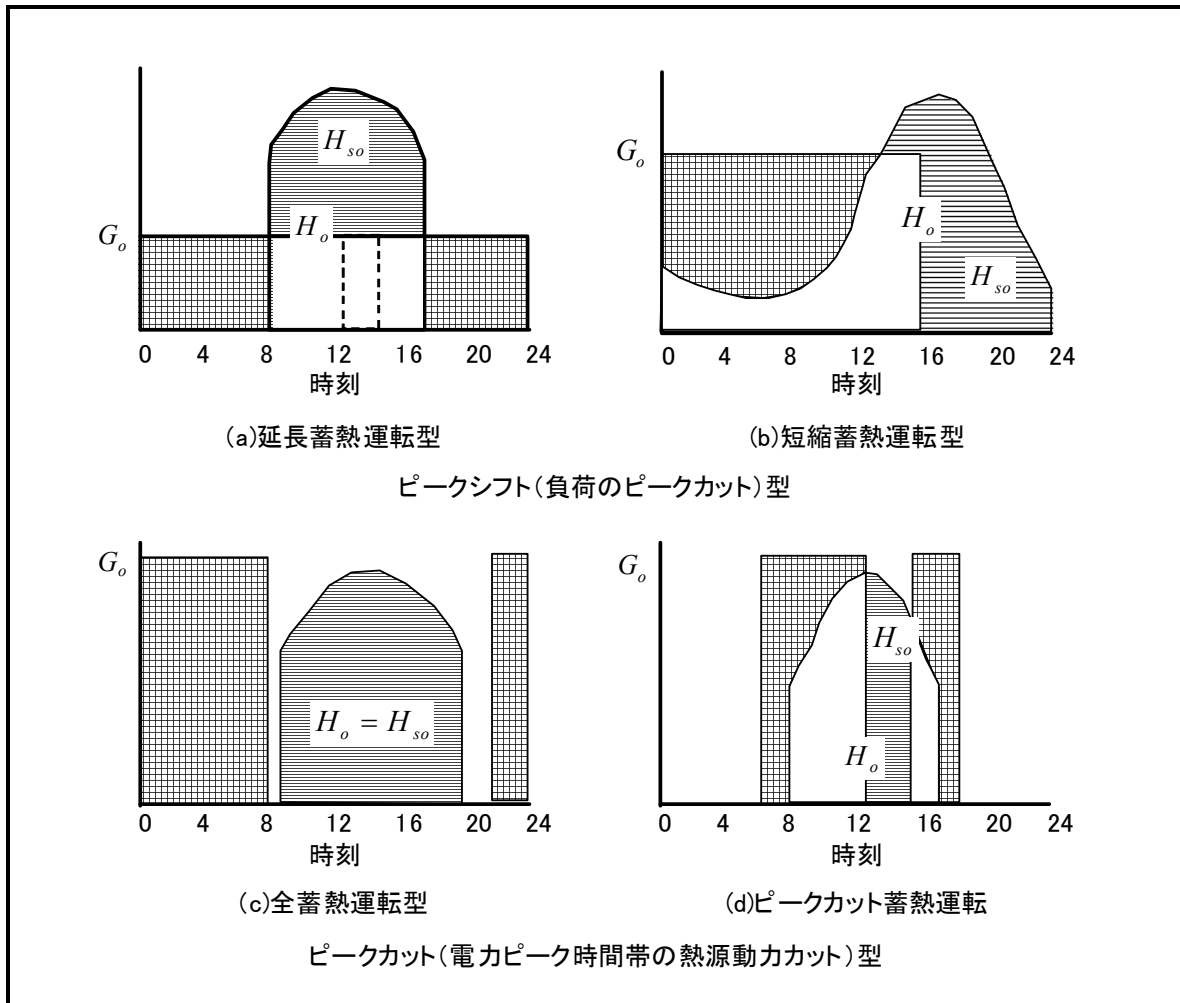 H_so
G_o
H_o
0 4 8 12 16 20 24
時刻
(a)延長蓄熱運転型
G_o
H_o
H_so
0 4 8 12 16 20 24
時刻
(b)短縮蓄熱運転型
ピークシフト(負荷のピークカット)型
G_o
H_o = H_so
0 4 8 12 16 20 24
時刻
(c)全蓄熱運転型
G_o
H_so
H_o
8 12 16 20 24
時刻
(d)ピークカット蓄熱運転
ピークカット(電力ピーク時間帯の熱源動力カット)型